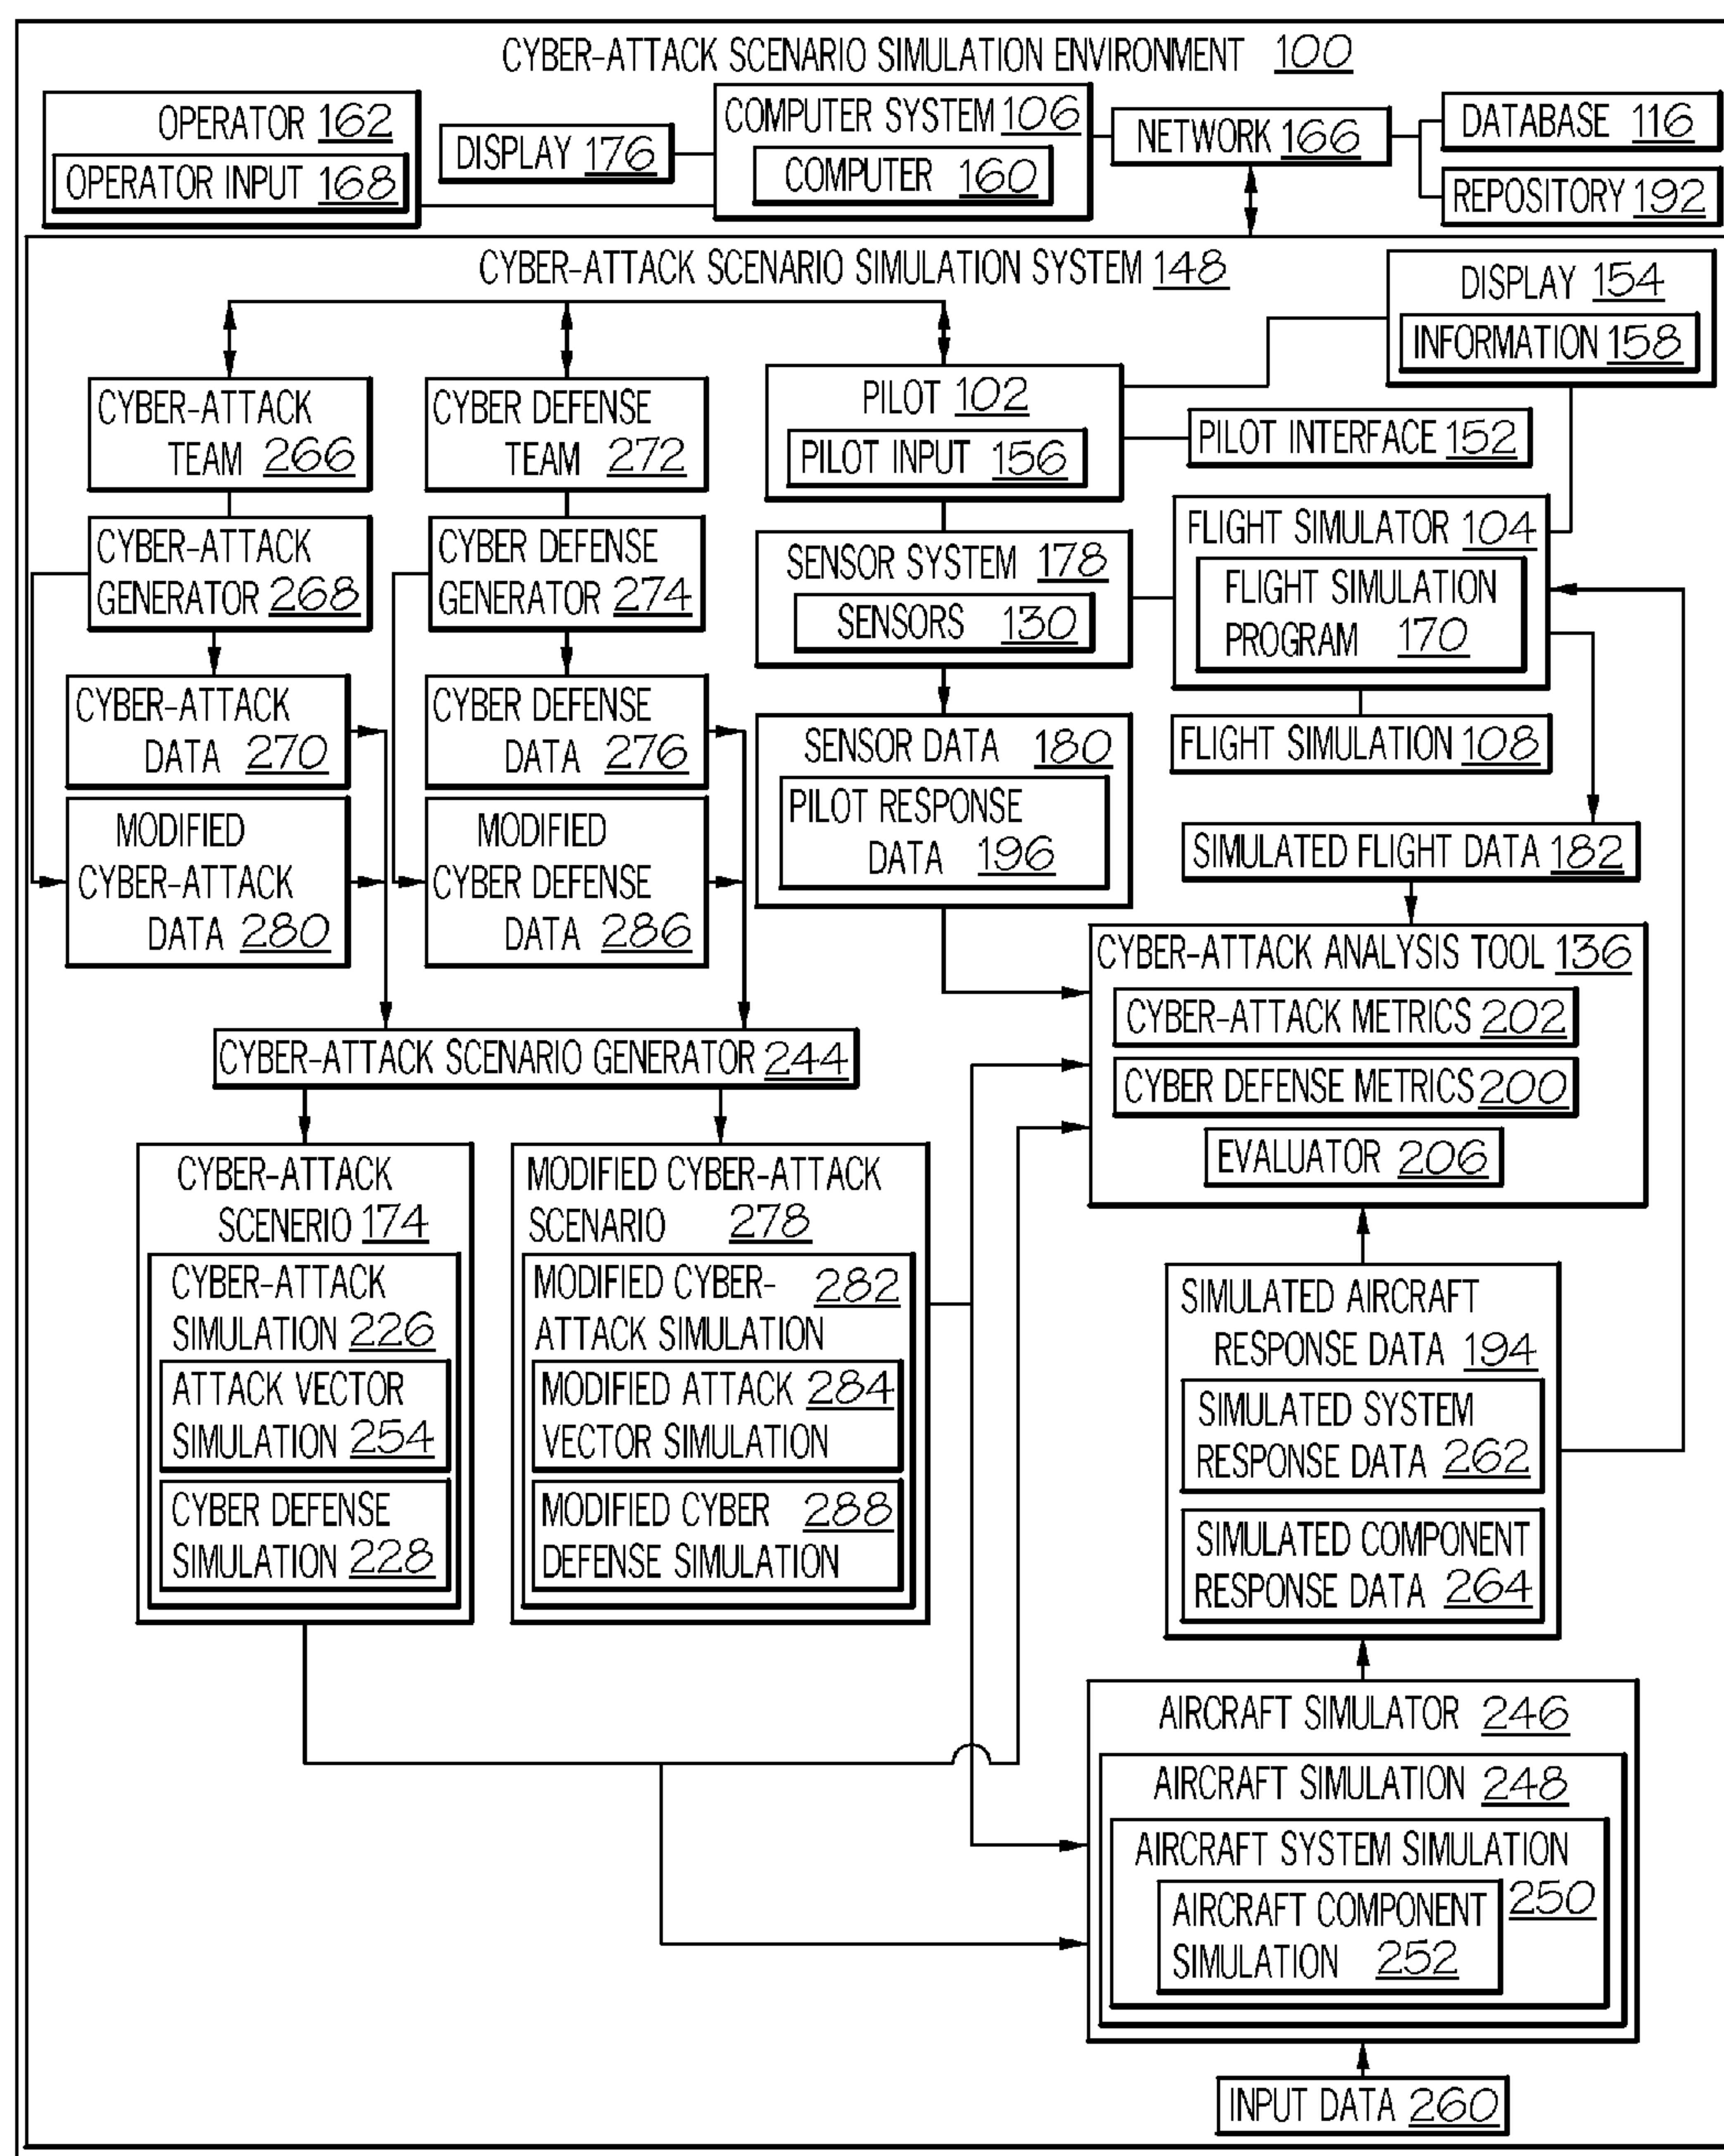 CYBER-ATTACK SCENARIO SIMULATION ENVIRONMENT 100
OPERATOR 162
OPERATOR INPUT 168
DISPLAY 176
COMPUTER SYSTEM 106
COMPUTER 160
NETWORK 166
DATABASE 116
REPOSITORY 192
CYBER-ATTACK SCENARIO SIMULATION SYSTEM 148
DISPLAY 154
INFORMATION 158
CYBER-ATTACK
TEAM 266
CYBER DEFENSE
TEAM 272
PILOT 102
PILOT INPUT 156
PILOT INTERFACE 152
CYBER-ATTACK
GENERATOR 268
CYBER DEFENSE
GENERATOR 274
SENSOR SYSTEM 178
SENSORS 130
FLIGHT SIMULATOR 104
FLIGHT SIMULATION
PROGRAM 170
CYBER-ATTACK
DATA 270
CYBER DEFENSE
DATA 276
SENSOR DATA 180
PILOT RESPONSE
DATA 196
FLIGHT SIMULATION 108
MODIFIED
CYBER-ATTACK
DATA 280
MODIFIED
CYBER DEFENSE
DATA 286
SIMULATED FLIGHT DATA 182
CYBER-ATTACK ANALYSIS TOOL 136
CYBER-ATTACK METRICS 202
CYBER DEFENSE METRICS 200
EVALUATOR 206
CYBER-ATTACK SCENARIO GENERATOR 244
CYBER-ATTACK
SCENERIO 174
CYBER-ATTACK
SIMULATION 226
ATTACK VECTOR
SIMULATION 254
CYBER DEFENSE
SIMULATION 228
MODIFIED CYBER-ATTACK
SCENARIO 278
MODIFIED CYBER- 282
ATTACK SIMULATION
MODIFIED ATTACK 284
VECTOR SIMULATION
MODIFIED CYBER 288
DEFENSE SIMULATION
SIMULATED AIRCRAFT
RESPONSE DATA 194
SIMULATED SYSTEM
RESPONSE DATA 262
SIMULATED COMPONENT
RESPONSE DATA 264
AIRCRAFT SIMULATOR 246
AIRCRAFT SIMULATION 248
AIRCRAFT SYSTEM SIMULATION
250
AIRCRAFT COMPONENT
SIMULATION 252
INPUT DATA 260